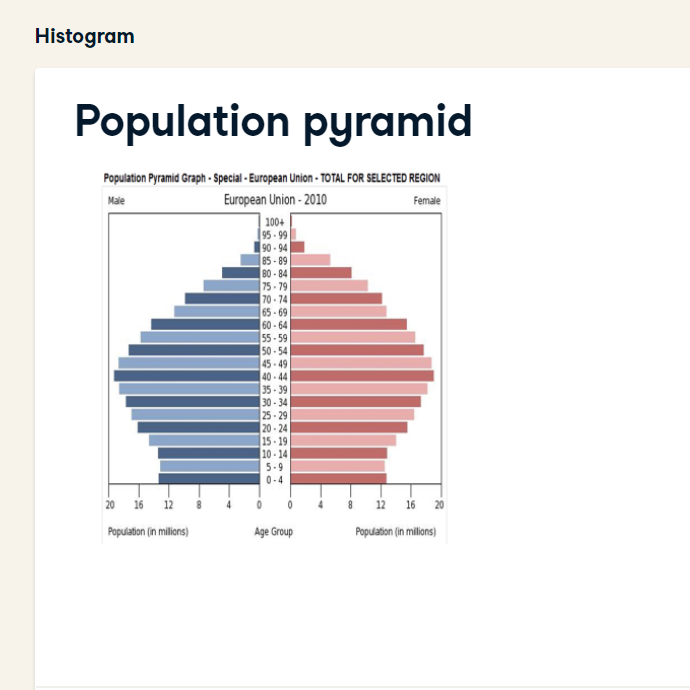 Histogram
Population pyramid
Population Pyramid Graph - Special - European Union - TOTAL FOR SELECTED REGION
Male European Union - 2010 Female
100+
95 - 99
90 - 94
85 - 89
80 - 84
75 - 79
70 - 74
65 - 69
60 - 64
55 - 59
50 - 54
45 - 49
40 - 44
35 - 39
30 - 34
25 - 29
20 - 24
15 - 19
10 - 14
5 - 9
0 - 4
20 16 12 8 4 0 0 4 8 12 16 20
Population (in millions) Age Group Population (in millions)